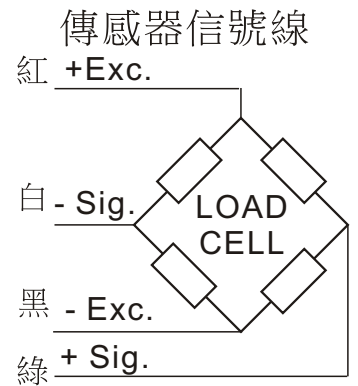 傳感器信號線
紅 +Exc.
白 - Sig.
LOAD
CELL
黑 - Exc.
綠 + Sig.